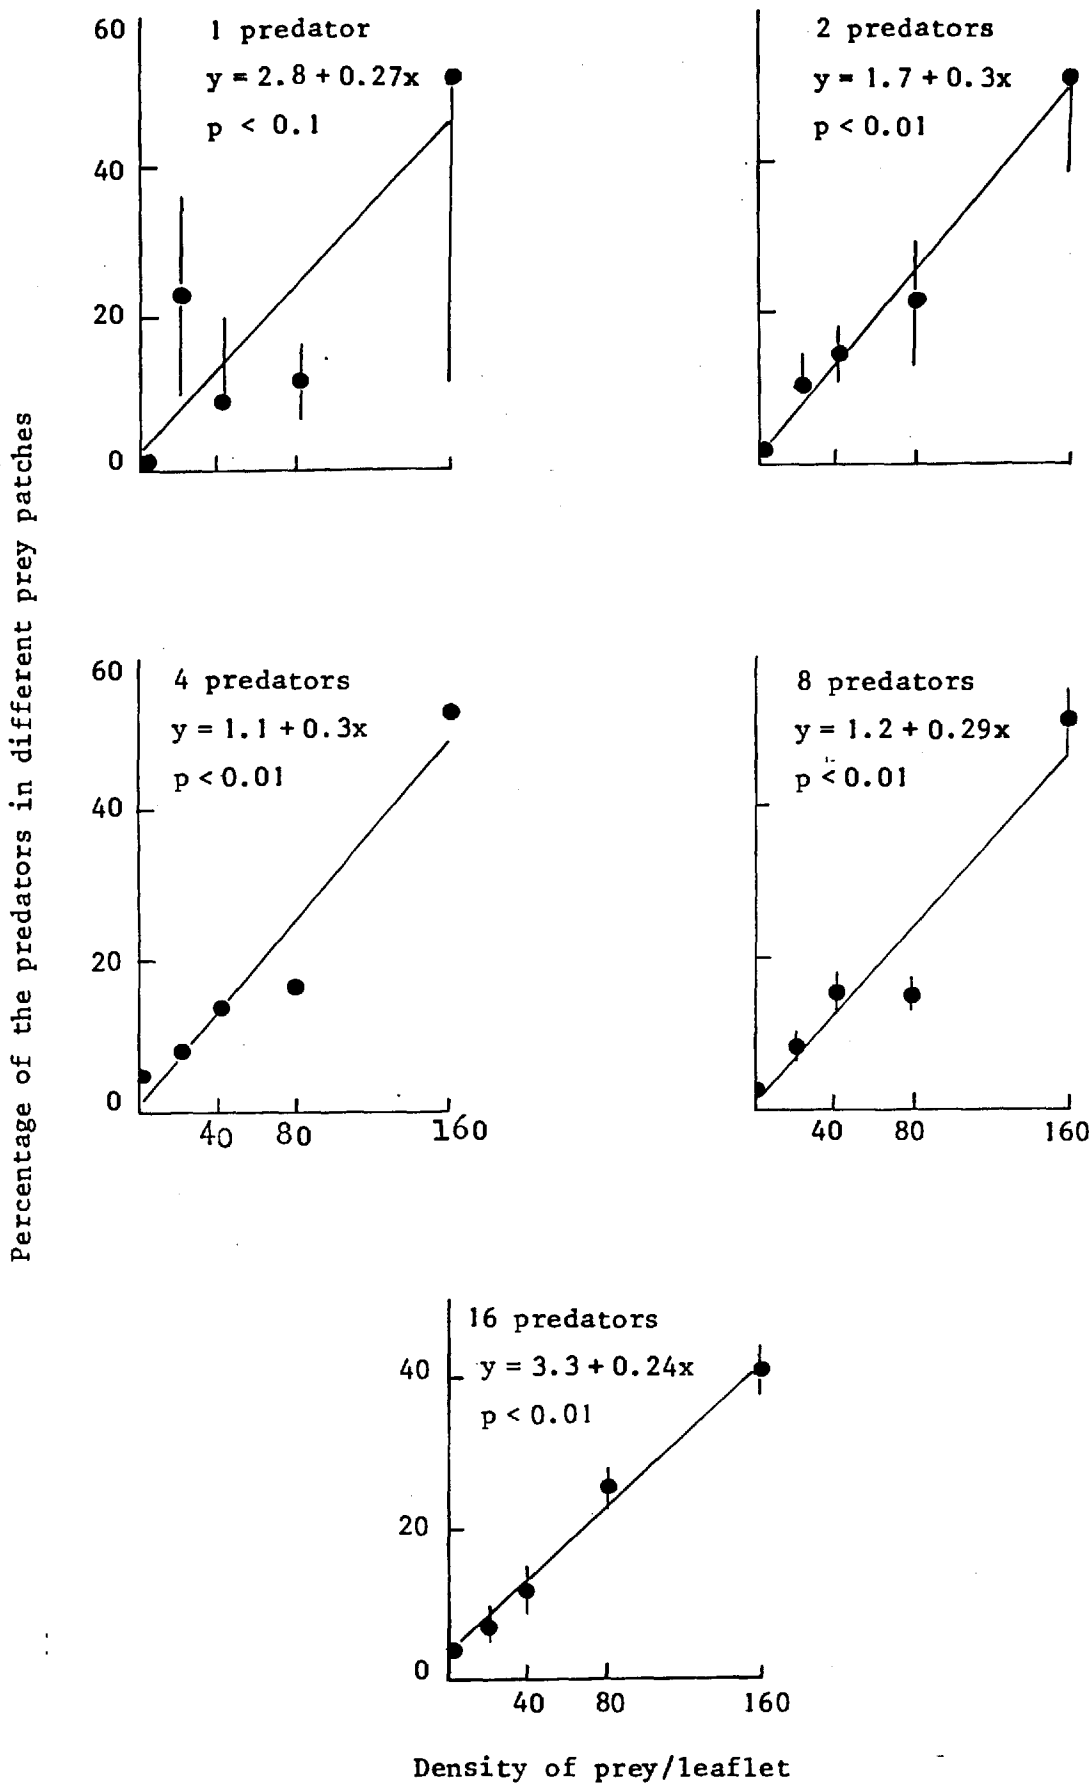 Percentage of the predators in different prey patches
60
40
20
0
1 predator
y = 2.8 + 0.27x
p < 0.1
2 predators
y = 1.7 + 0.3x
p < 0.01
60
40
20
0
4 predators
y = 1.1 + 0.3x
p < 0.01
40 80 160
8 predators
y = 1.2 + 0.29x
p < 0.01
40 80 160
40
20
0
16 predators
y = 3.3 + 0.24x
p < 0.01
40 80 160
Density of prey/leaflet